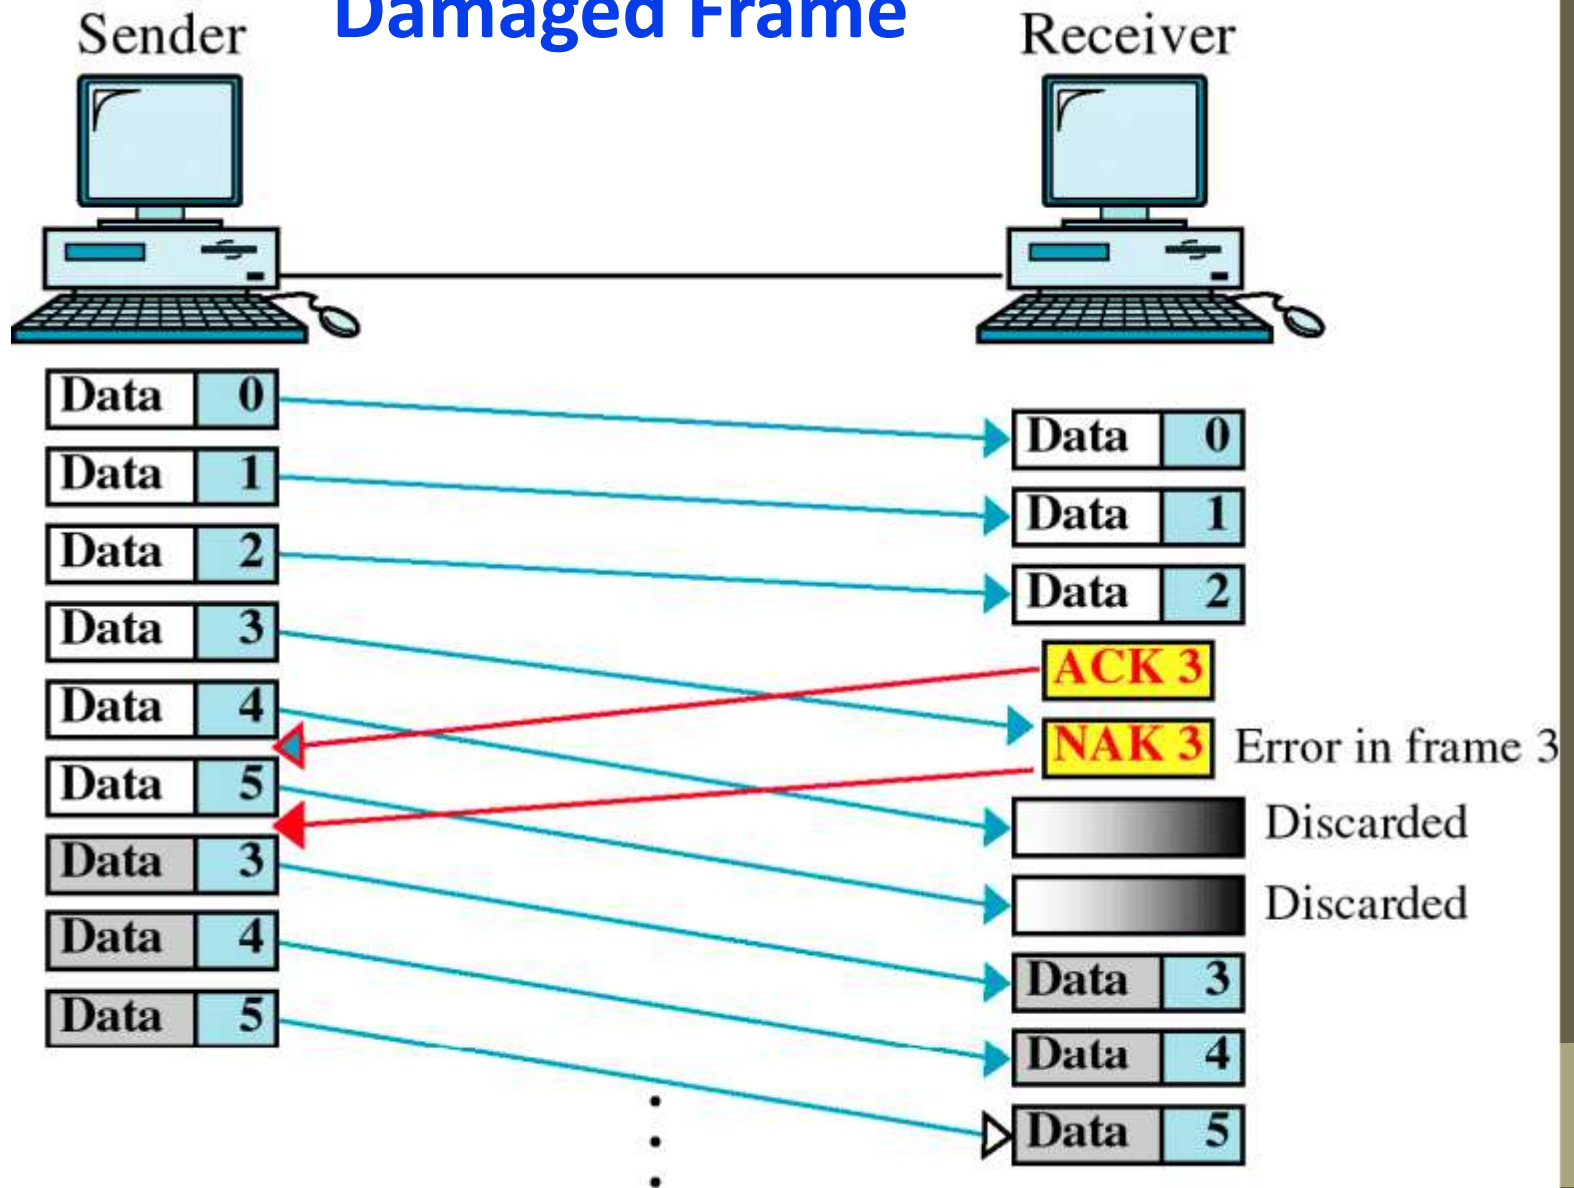 Damaged Frame
Sender
Receiver
Data 0
Data 1
Data 2
Data 3
Data 4
Data 5
Data 3
Data 4
Data 5
Data 0
Data 1
Data 2
ACK 3
NAK 3 Error in frame 3
Discarded
Discarded
Data 3
Data 4
Data 5